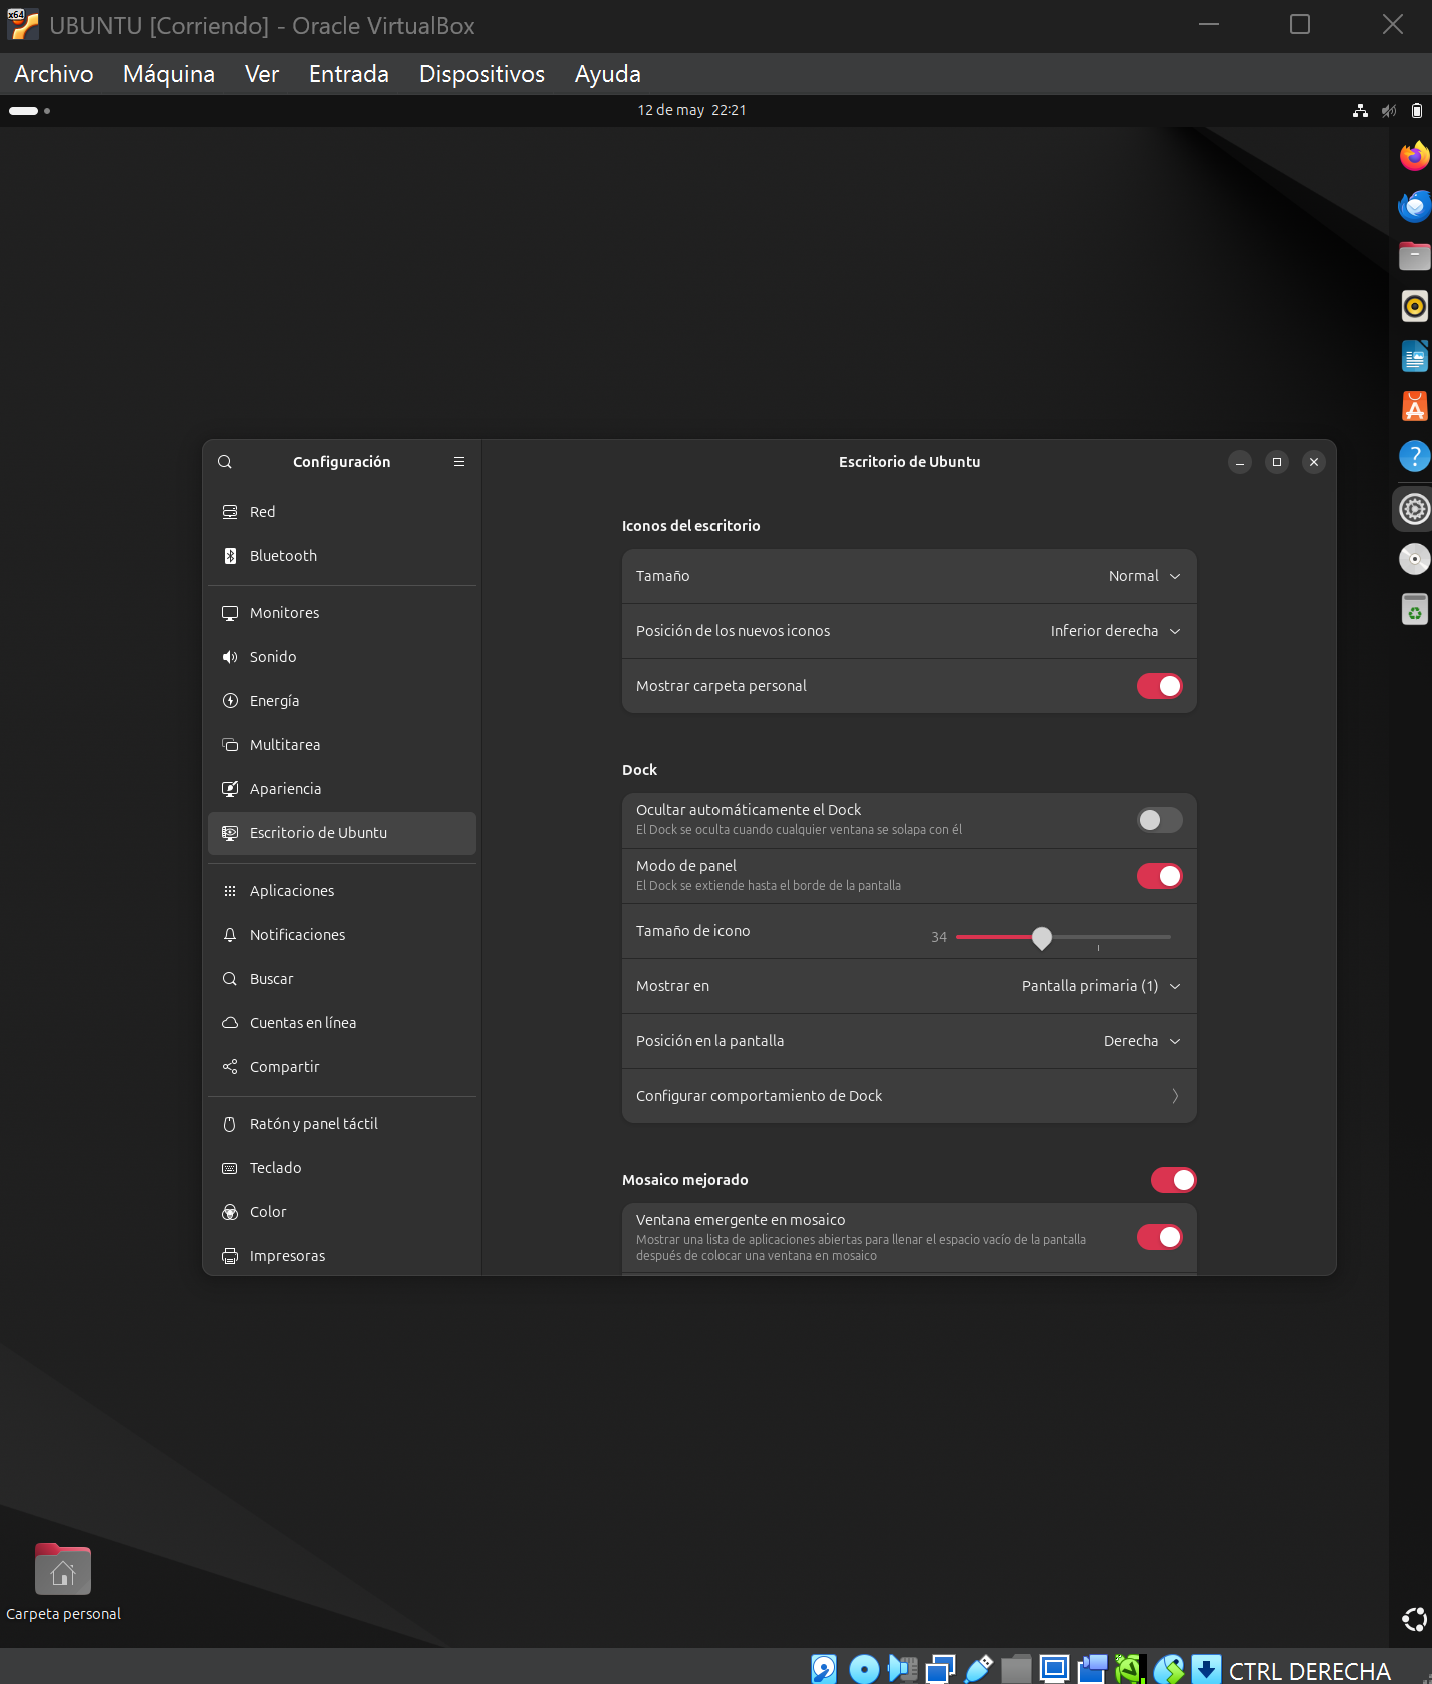 UBUNTU [Corriendo] - Oracle VirtualBox
Archivo Máquina Ver Entrada Dispositivos Ayuda
12 de may 22:21
Configuración
Escritorio de Ubuntu
Red
Bluetooth
Monitores
Sonido
Energía
Multitarea
Apariencia
Escritorio de Ubuntu
Aplicaciones
Notificaciones
Buscar
Cuentas en línea
Compartir
Ratón y panel táctil
Teclado
Color
Impresoras
Iconos del escritorio
Tamaño Normal
Posición de los nuevos iconos Inferior derecha
Mostrar carpeta personal
Dock
Ocultar automáticamente el Dock
El Dock se oculta cuando cualquier ventana se solapa con él
Modo de panel
El Dock se extiende hasta el borde de la pantalla
Tamaño de icono 34
Mostrar en Pantalla primaria (1)
Posición en la pantalla Derecha
Configurar comportamiento de Dock
Mosaico mejorado
Ventana emergente en mosaico
Mostrar una lista de aplicaciones abiertas para llenar el espacio vacío de la pantalla
después de colocar una ventana en mosaico
Carpeta personal
CTRL DERECHA